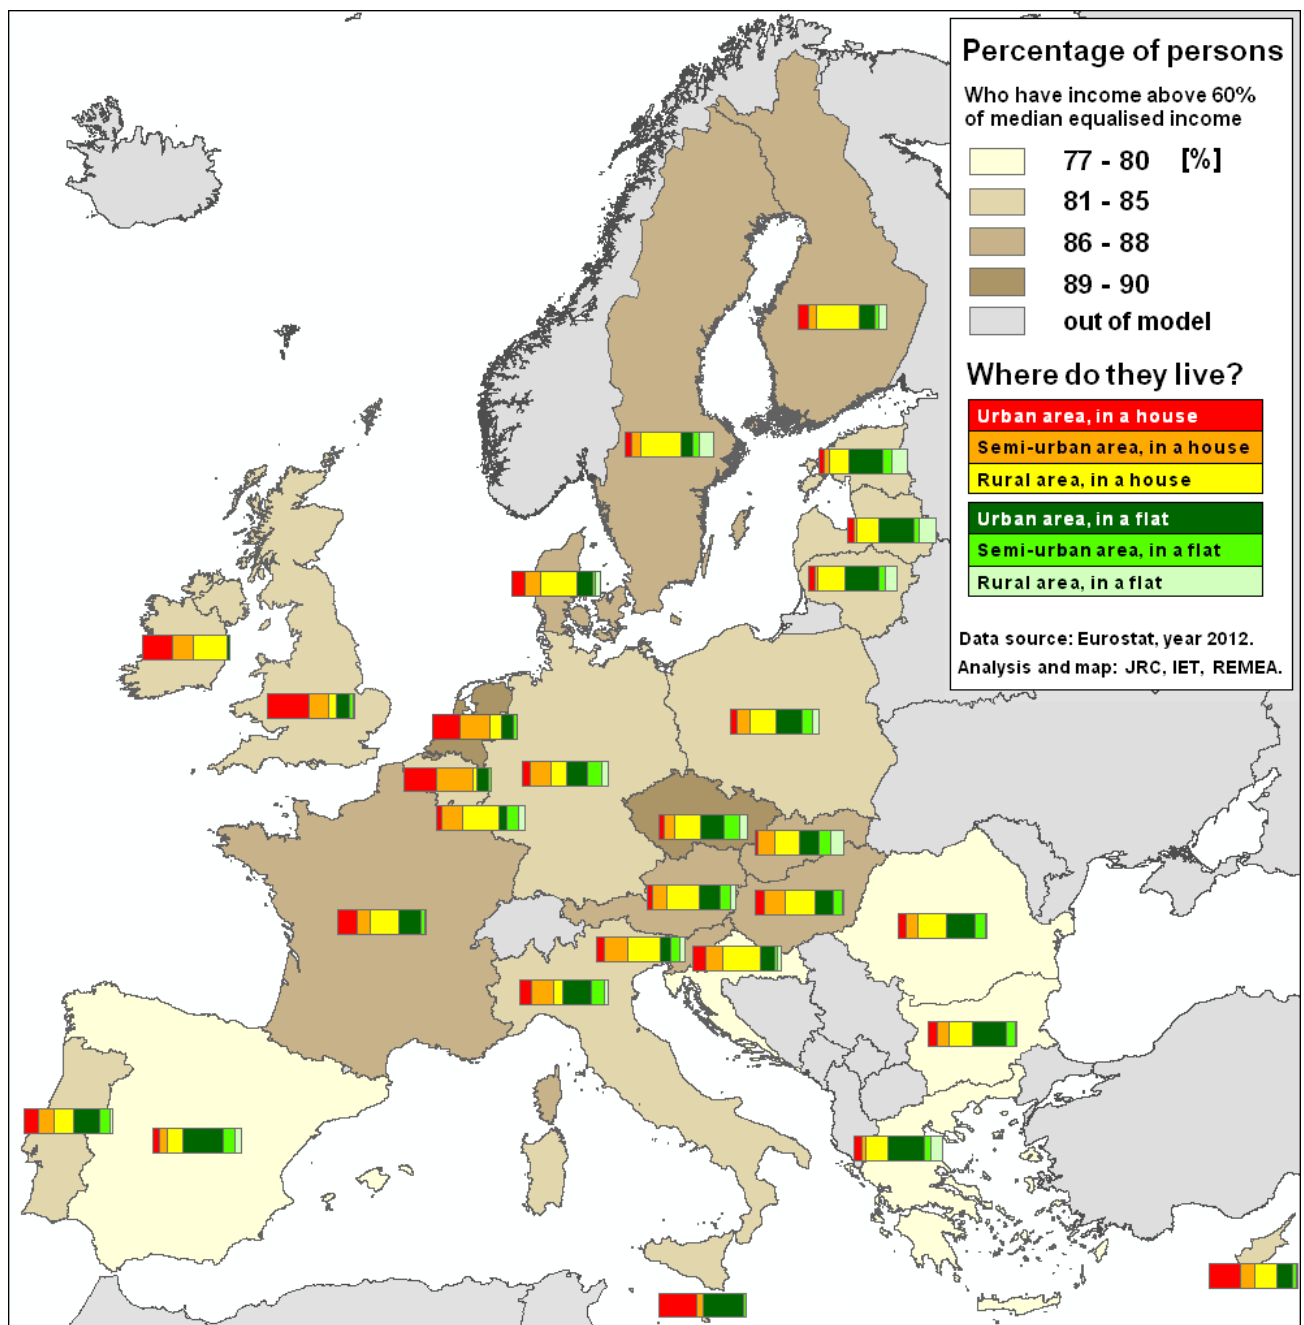 Percentage of persons
Who have income above 60%
of median equalised income
77 - 80 [%]
81 - 85
86 - 88
89 - 90
out of model
Where do they live?
Urban area, in a house
Semi-urban area, in a house
Rural area, in a house
Urban area, in a flat
Semi-urban area, in a flat
Rural area, in a flat
Data source: Eurostat, year 2012.
Analysis and map: JRC, IET, REMEA.